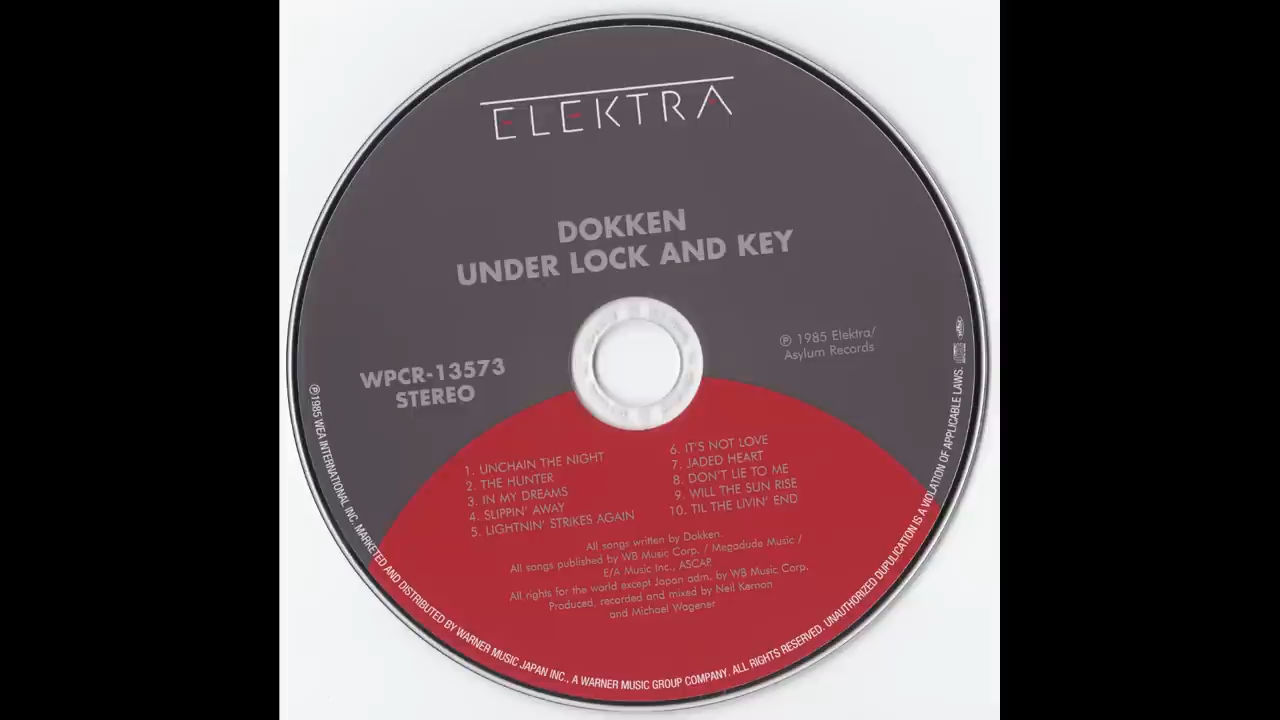 ELEKTRA
DOKKEN
UNDER LOCK AND KEY
WPCR-13573
STEREO
℗ 1985 Elektra/
Asylum Records
1. UNCHAIN THE NIGHT
2. THE HUNTER
3. IN MY DREAMS
4. SLIPPIN' AWAY
5. LIGHTNIN' STRIKES AGAIN
6. IT'S NOT LOVE
7. JADED HEART
8. DON'T LIE TO ME
9. WILL THE SUN RISE
10. TIL THE LIVIN' END
All songs written by Dokken.
All songs published by WB Music Corp. / Megadude Music /
E/A Music Inc., ASCAP.
All rights for the world except Japan adm. by WB Music Corp.
Produced, recorded and mixed by Neil Kernon
and Michael Wagener
℗1985 WEA INTERNATIONAL INC. MARKETED AND DISTRIBUTED BY WARNER MUSIC JAPAN INC., A WARNER MUSIC GROUP COMPANY. ALL RIGHTS RESERVED. UNAUTHORIZED DUPULICATION IS A VIOLATION OF APPLICABLE LAWS.